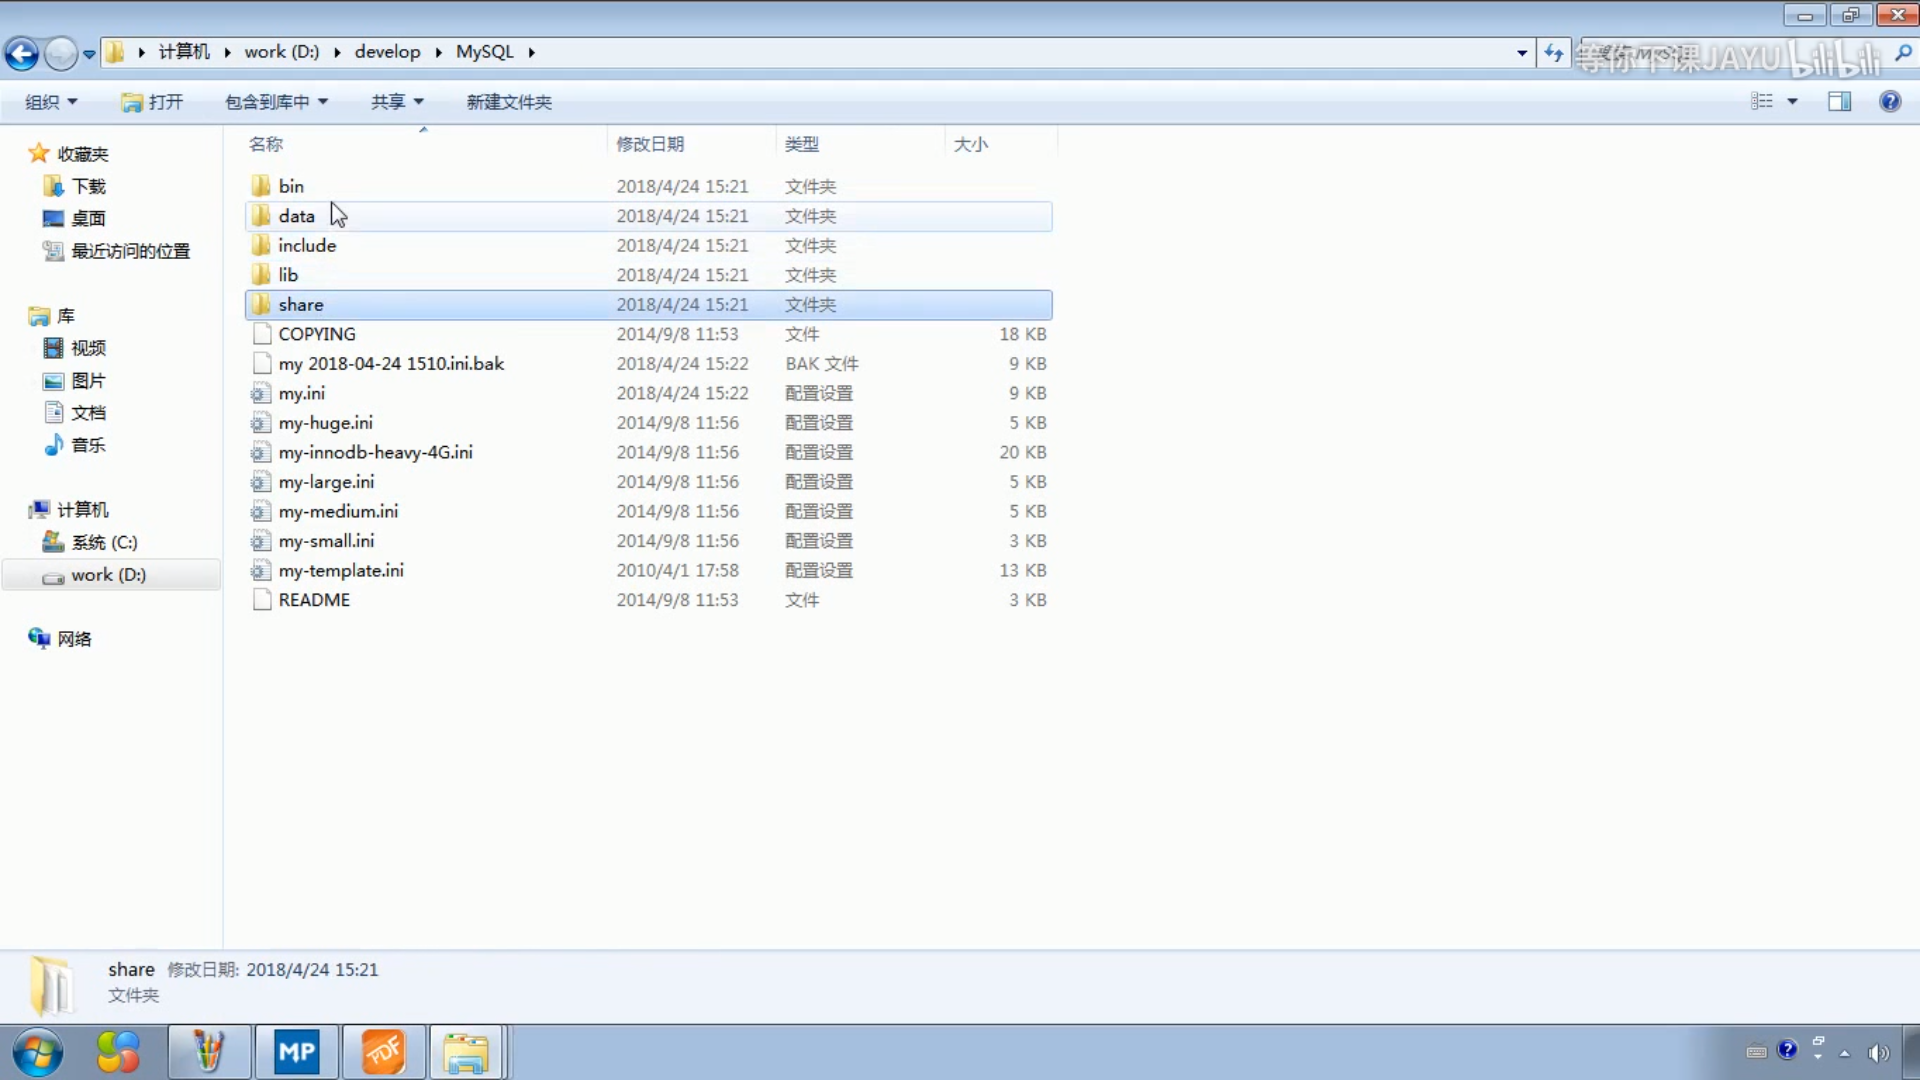 计算机 work (D:) develop MySQL
等你下课JAYU bilibili
组织 打开 包含到库中 共享 新建文件夹
名称 修改日期 类型 大小
收藏夹
下载
桌面
最近访问的位置
库
视频
图片
文档
音乐
计算机
系统 (C:)
work (D:)
网络
bin 2018/4/24 15:21 文件夹
data 2018/4/24 15:21 文件夹
include 2018/4/24 15:21 文件夹
lib 2018/4/24 15:21 文件夹
share 2018/4/24 15:21 文件夹
COPYING 2014/9/8 11:53 文件 18 KB
my 2018-04-24 1510.ini.bak 2018/4/24 15:22 BAK 文件 9 KB
my.ini 2018/4/24 15:22 配置设置 9 KB
my-huge.ini 2014/9/8 11:56 配置设置 5 KB
my-innodb-heavy-4G.ini 2014/9/8 11:56 配置设置 20 KB
my-large.ini 2014/9/8 11:56 配置设置 5 KB
my-medium.ini 2014/9/8 11:56 配置设置 5 KB
my-small.ini 2014/9/8 11:56 配置设置 3 KB
my-template.ini 2010/4/1 17:58 配置设置 13 KB
README 2014/9/8 11:53 文件 3 KB
share 修改日期: 2018/4/24 15:21
文件夹
MP PDF